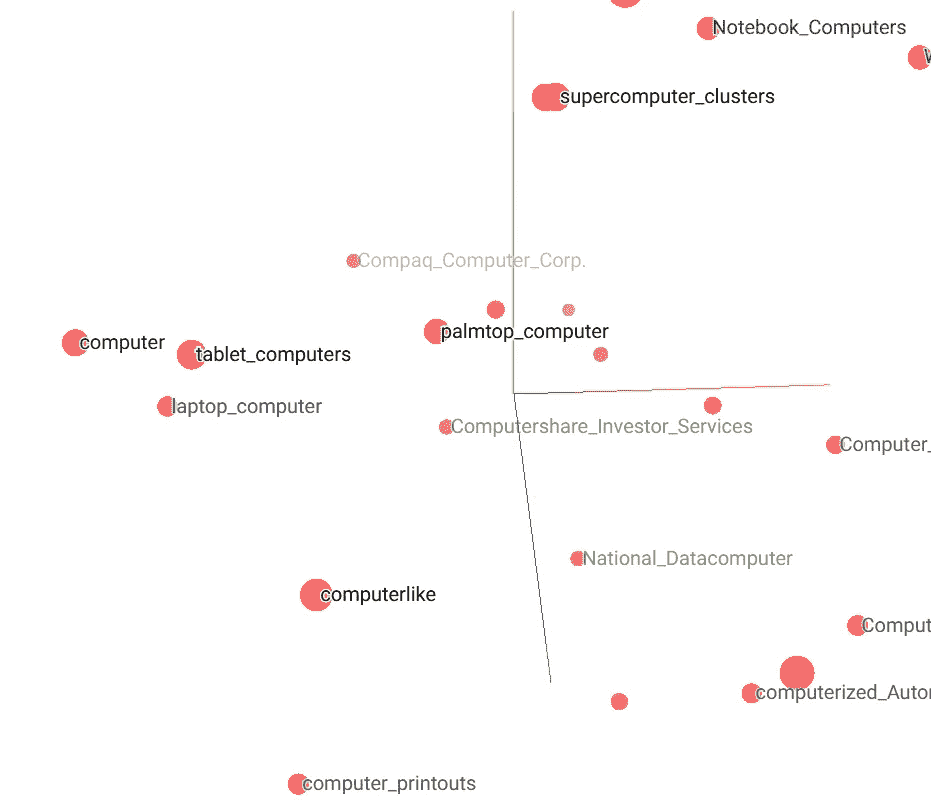 Notebook_Computers
supercomputer_clusters
Compaq_Computer_Corp.
palmtop_computer
computer
tablet_computers
laptop_computer
Computershare_Investor_Services
Computer_
National_Datacomputer
computerlike
Comput
computerized_Autor
computer_printouts